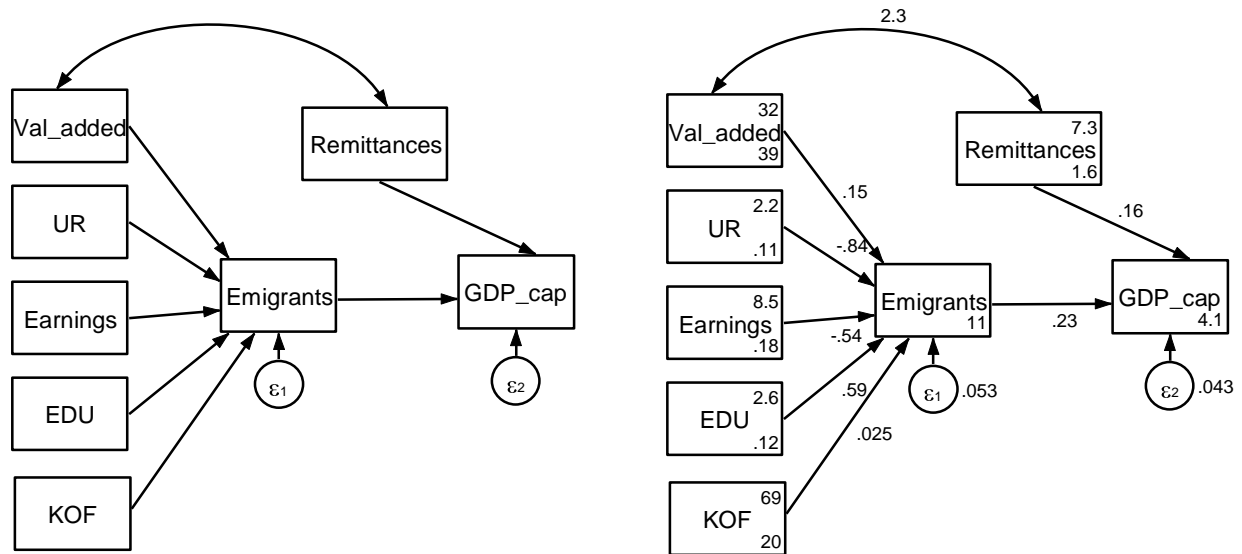 Val_added
Remittances
UR
Emigrants
GDP_cap
Earnings
ε1
ε2
EDU
KOF
2.3
32
Val_added
39
7.3
Remittances
1.6
.15
.16
2.2
UR
.11
-.84
Emigrants
11
GDP_cap
4.1
8.5
Earnings
.18
-.54
.23
ε1
.053
ε2
.043
2.6
EDU
.12
.59
.025
69
KOF
20